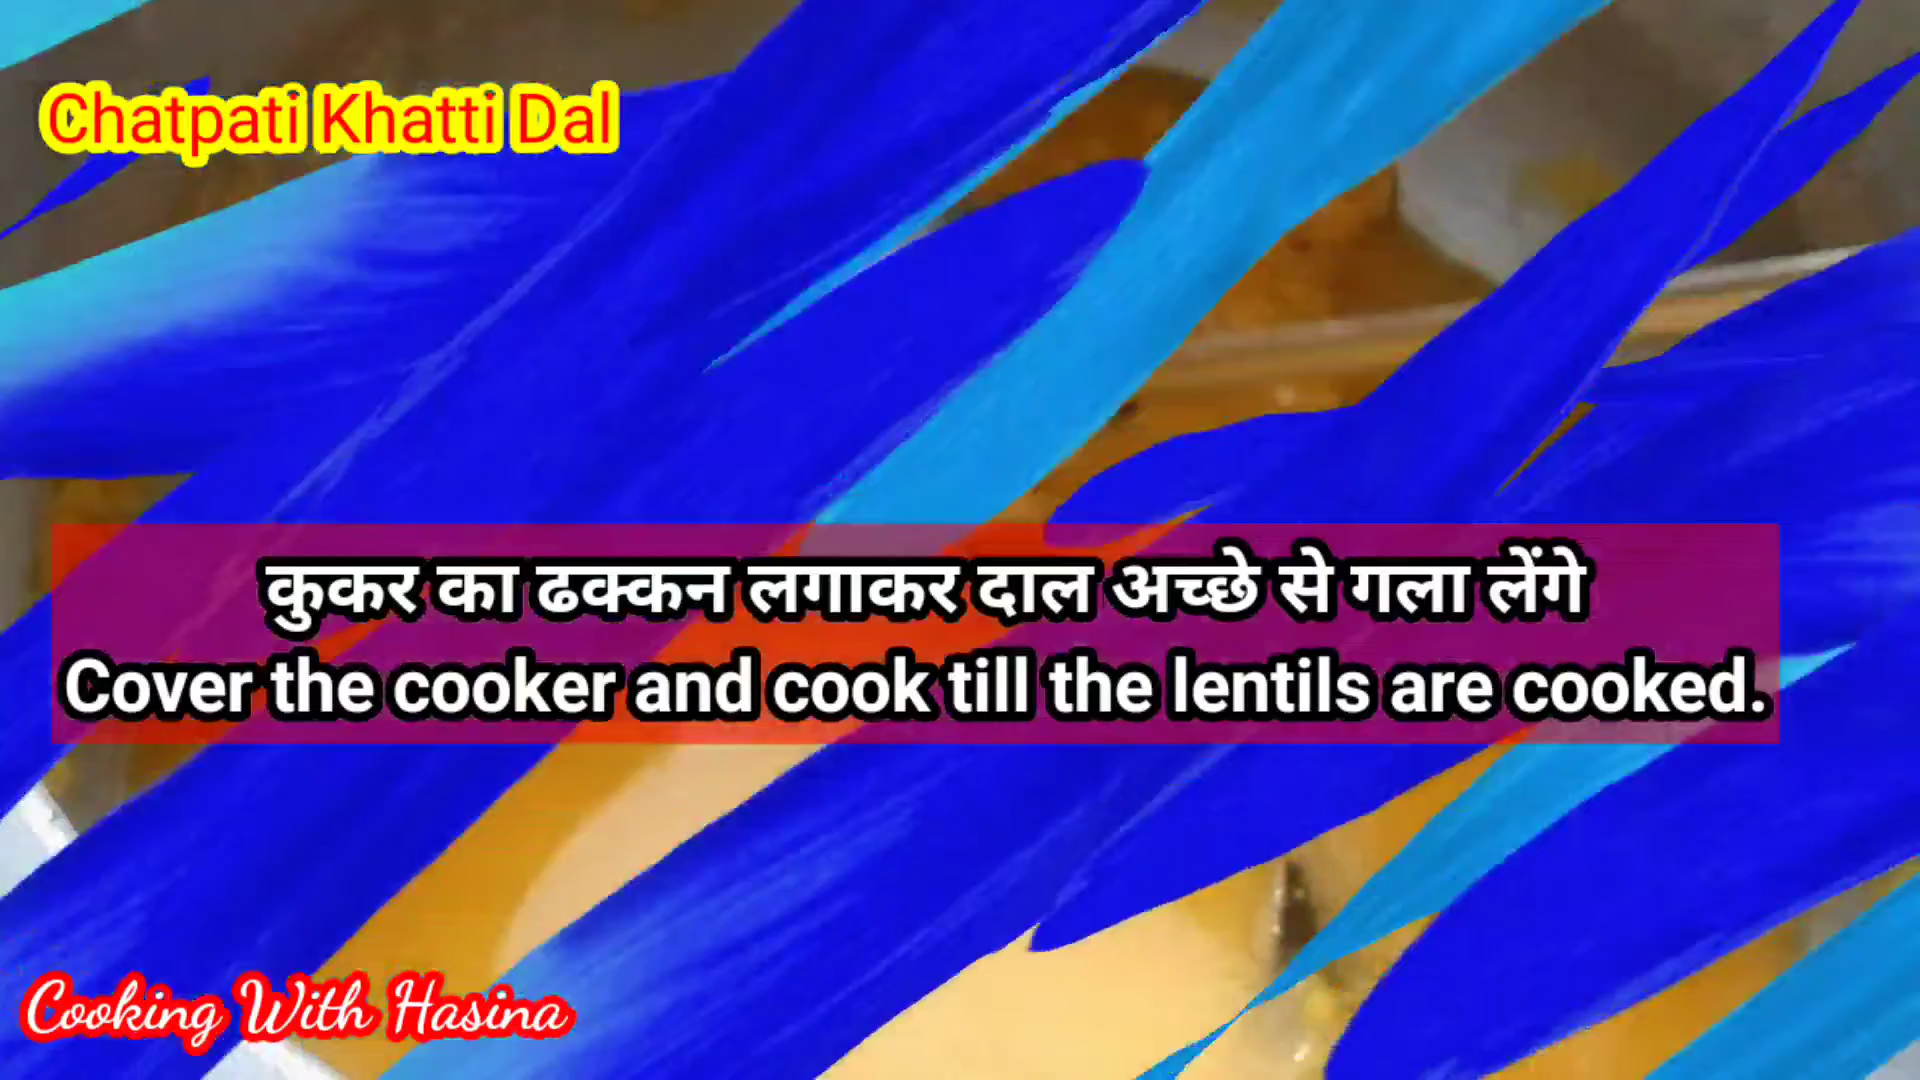 Chatpati Khatti Dal
कुकर का ढक्कन लगाकर दाल अच्छे से गला लेंगे
Cover the cooker and cook till the lentils are cooked.
Cooking With Hasina